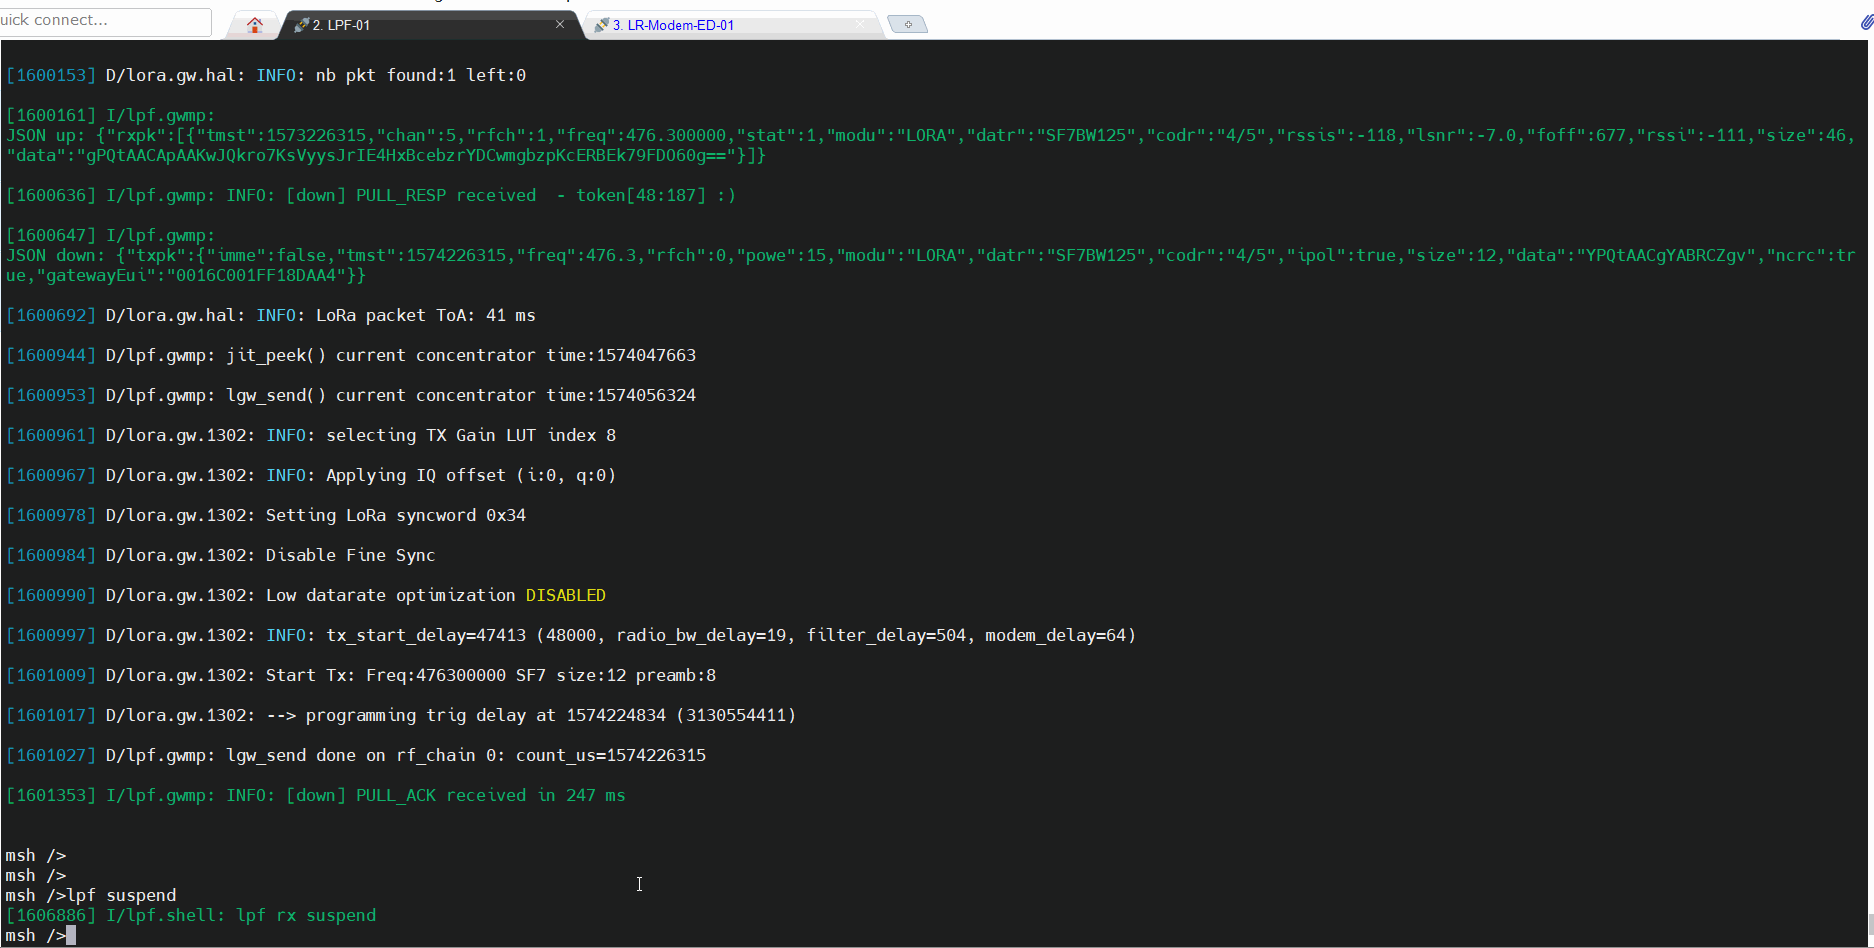 uick connect...
2. LPF-01
3. LR-Modem-ED-01
[1600153] D/lora.gw.hal: INFO: nb pkt found:1 left:0
[1600161] I/lpf.gwmp:
JSON up: {"rxpk":[{"tmst":1573226315,"chan":5,"rfch":1,"freq":476.300000,"stat":1,"modu":"LORA","datr":"SF7BW125","codr":"4/5","rssis":-118,"lsnr":-7.0,"foff":677,"rssi":-111,"size":46,
"data":"gPQtAACApAAKwJQkro7KsVyysJrIE4HxBcebzrYDCwmgbzpKcERBEk79FDO60g=="}]}
[1600636] I/lpf.gwmp: INFO: [down] PULL_RESP received  - token[48:187] :)
[1600647] I/lpf.gwmp:
JSON down: {"txpk":{"imme":false,"tmst":1574226315,"freq":476.3,"rfch":0,"powe":15,"modu":"LORA","datr":"SF7BW125","codr":"4/5","ipol":true,"size":12,"data":"YPQtAACgYABRCZgv","ncrc":tr
ue,"gatewayEui":"0016C001FF18DAA4"}}
[1600692] D/lora.gw.hal: INFO: LoRa packet ToA: 41 ms
[1600944] D/lpf.gwmp: jit_peek() current concentrator time:1574047663
[1600953] D/lpf.gwmp: lgw_send() current concentrator time:1574056324
[1600961] D/lora.gw.1302: INFO: selecting TX Gain LUT index 8
[1600967] D/lora.gw.1302: INFO: Applying IQ offset (i:0, q:0)
[1600978] D/lora.gw.1302: Setting LoRa syncword 0x34
[1600984] D/lora.gw.1302: Disable Fine Sync
[1600990] D/lora.gw.1302: Low datarate optimization DISABLED
[1600997] D/lora.gw.1302: INFO: tx_start_delay=47413 (48000, radio_bw_delay=19, filter_delay=504, modem_delay=64)
[1601009] D/lora.gw.1302: Start Tx: Freq:476300000 SF7 size:12 preamb:8
[1601017] D/lora.gw.1302: --> programming trig delay at 1574224834 (3130554411)
[1601027] D/lpf.gwmp: lgw_send done on rf_chain 0: count_us=1574226315
[1601353] I/lpf.gwmp: INFO: [down] PULL_ACK received in 247 ms
msh />
msh />
msh />lpf suspend
[1606886] I/lpf.shell: lpf rx suspend
msh />